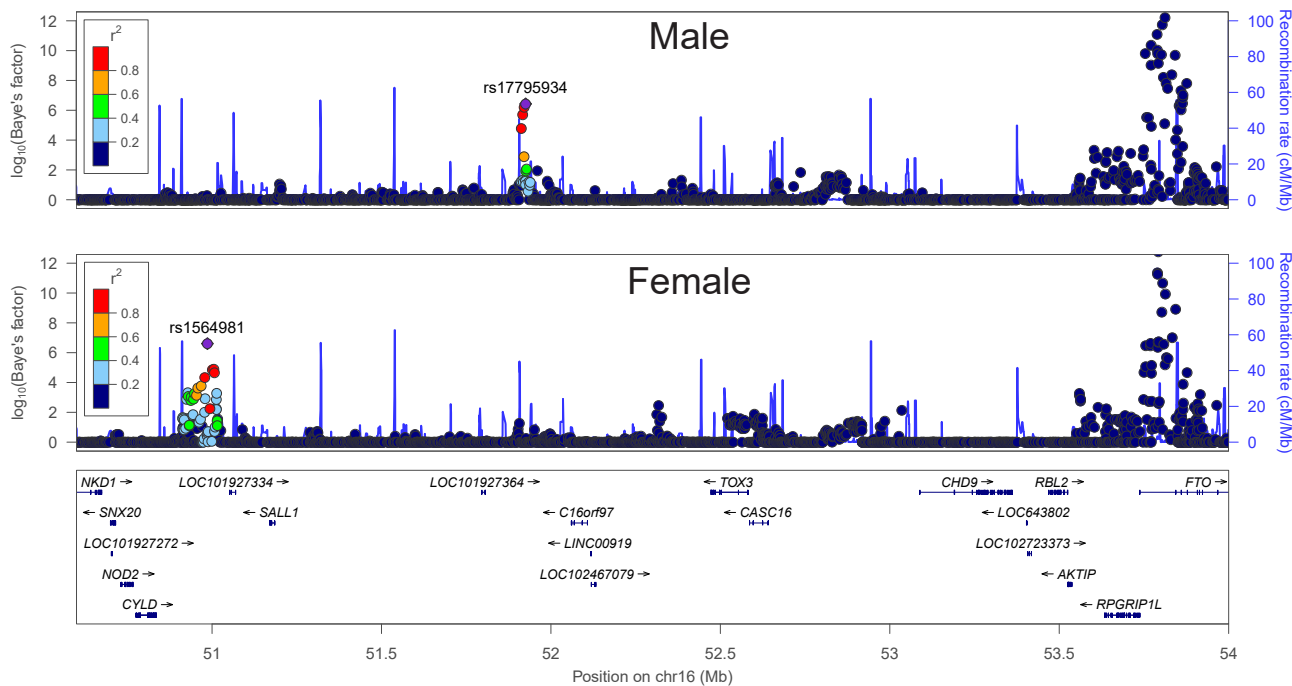 Male
log10(Baye's factor)
Recombination rate (cM/Mb)
12
10
8
6
4
2
0
100
80
60
40
20
0
r2
0.8
0.6
0.4
0.2
rs17795934
Female
log10(Baye's factor)
Recombination rate (cM/Mb)
12
10
8
6
4
2
0
100
80
60
40
20
0
r2
0.8
0.6
0.4
0.2
rs1564981
NKD1 → LOC101927334 → LOC101927364 → ← TOX3 CHD9 → RBL2 → FTO →
← SNX20 ← SALL1 ← C16orf97 ← CASC16 ← LOC643802
LOC101927272 → ← LINC00919 LOC102723373 →
NOD2 → LOC102467079 → ← AKTIP
CYLD → ← RPGRIP1L
51 51.5 52 52.5 53 53.5 54
Position on chr16 (Mb)